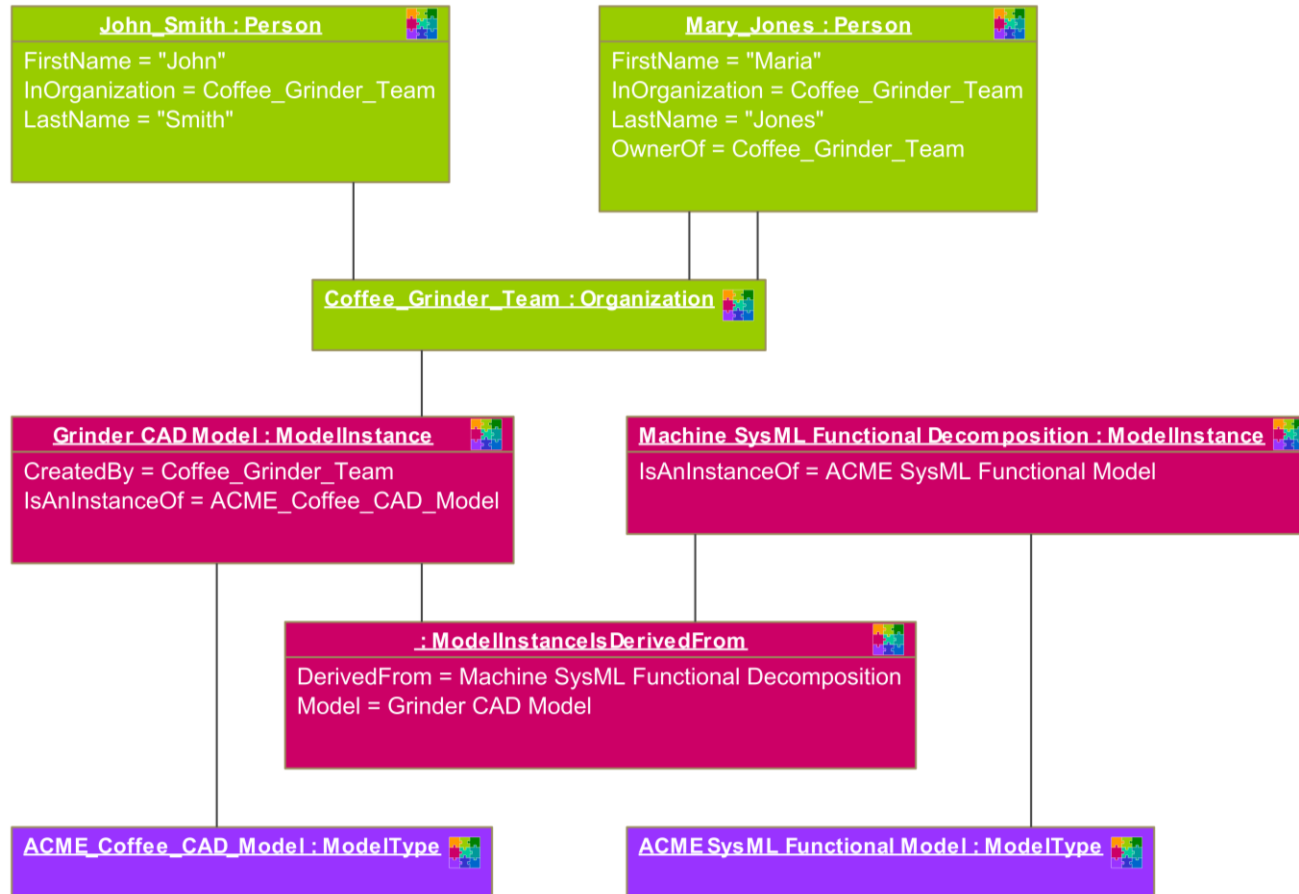 John_Smith : Person
FirstName = "John"
InOrganization = Coffee_Grinder_Team
LastName = "Smith"
Mary_Jones : Person
FirstName = "Maria"
InOrganization = Coffee_Grinder_Team
LastName = "Jones"
OwnerOf = Coffee_Grinder_Team
Coffee_Grinder_Team : Organization
Grinder CAD Model : ModelInstance
CreatedBy = Coffee_Grinder_Team
IsAnInstanceOf = ACME_Coffee_CAD_Model
Machine SysML Functional Decomposition : ModelInstance
IsAnInstanceOf = ACME SysML Functional Model
: ModelInstanceIsDerivedFrom
DerivedFrom = Machine SysML Functional Decomposition
Model = Grinder CAD Model
ACME_Coffee_CAD_Model : ModelType
ACME SysML Functional Model : ModelType